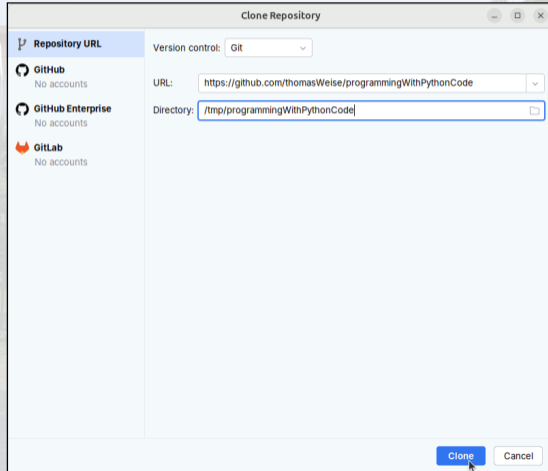 Clone Repository
Repository URL
GitHub
No accounts
GitHub Enterprise
No accounts
GitLab
No accounts
Version control: Git
URL: https://github.com/thomasWeise/programmingWithPythonCode
Directory: /tmp/programmingWithPythonCode
Clone Cancel